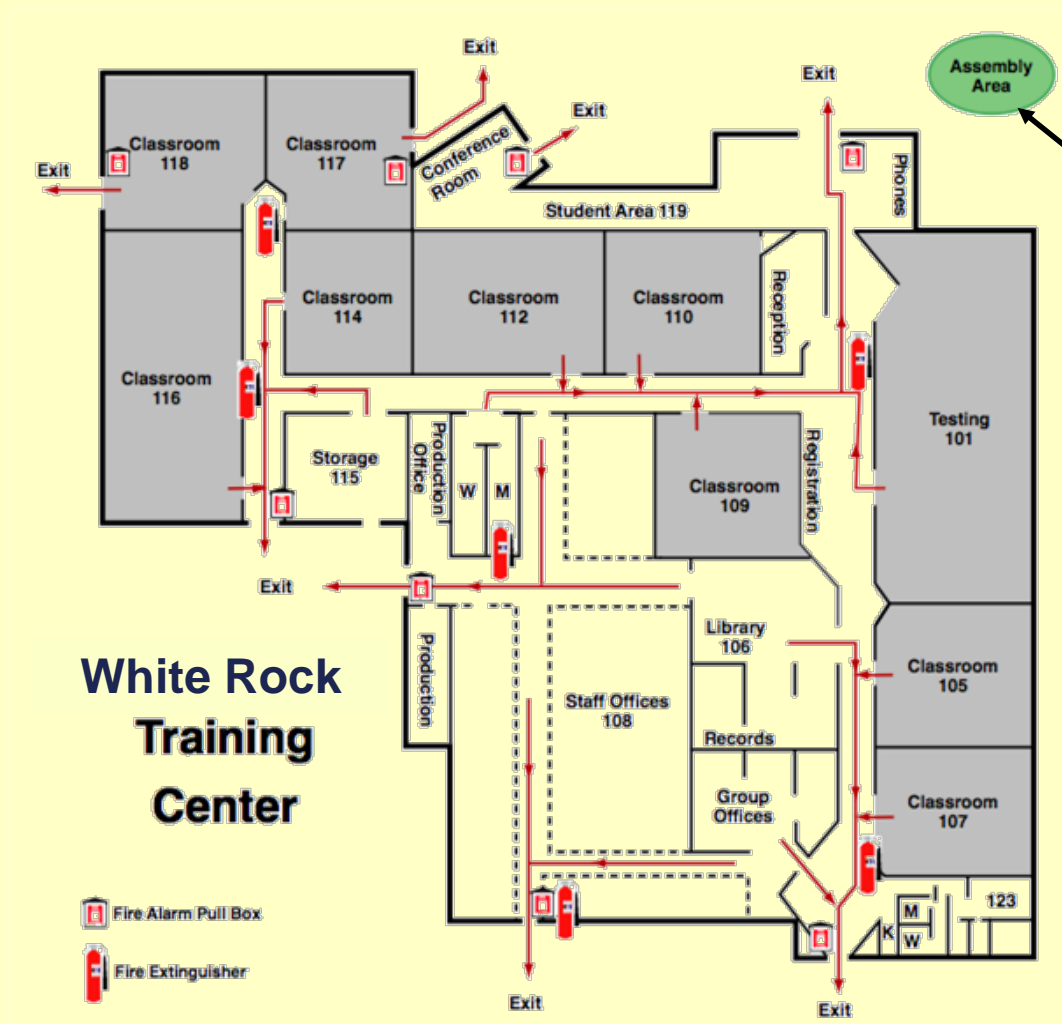 Exit
Exit
Exit
Assembly
Area
Classroom
118
Classroom
117
Conference
Room
Exit
Phones
Student Area 119
Classroom
114
Classroom
112
Classroom
110
Reception
Classroom
116
Testing
101
Storage
115
Production
Office
W
M
Classroom
109
Registration
Exit
Production
Library
106
Classroom
105
White Rock
Training
Center
Staff Offices
108
Records
Group
Offices
Classroom
107
Fire Alarm Pull Box
Fire Extinguisher
K
M
W
123
Exit
Exit